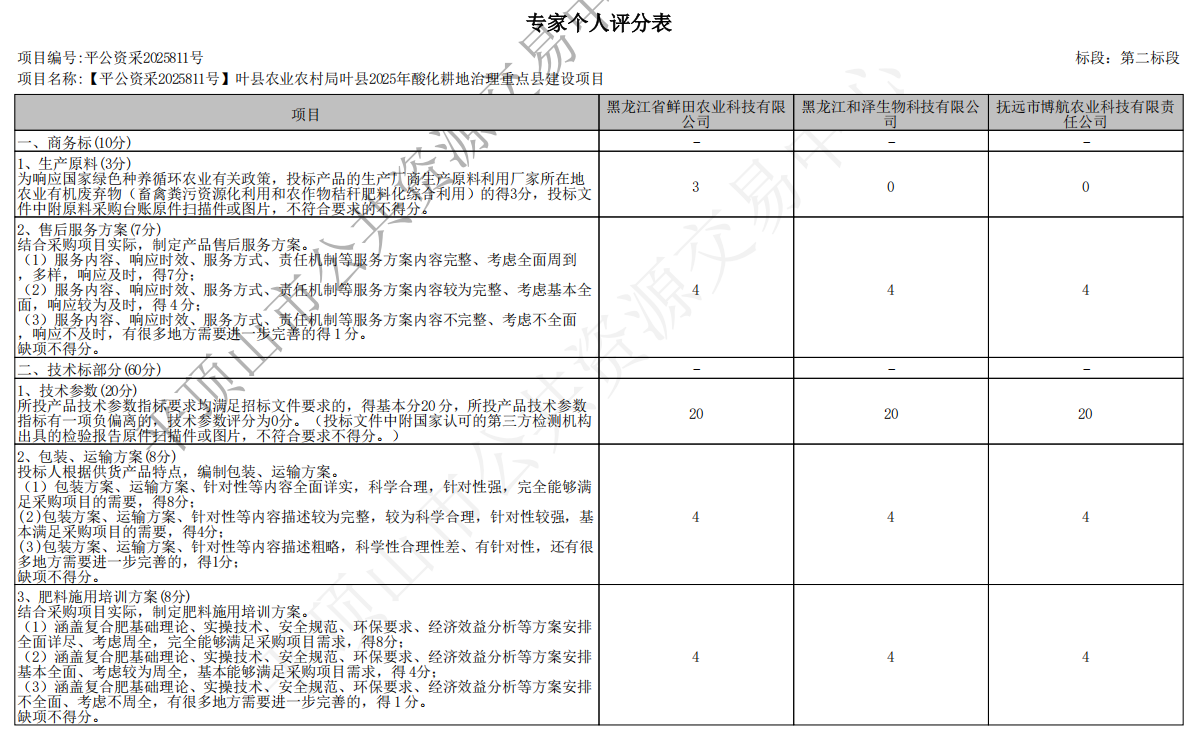 专家个人评分表
项目编号:平公资采2025811号
标段: 第二标段
项目名称:【平公资采2025811号】叶县农业农村局叶县2025年酸化耕地治理重点县建设项目
项目
黑龙江省鲜田农业科技有限
公司
黑龙江和泽生物科技有限公
司
抚远市博航农业科技有限责
任公司
一、商务标(10分)
－ － －
1、生产原料(3分)
为响应国家绿色种养循环农业有关政策，投标产品的生产厂商生产原料利用厂家所在地
农业有机废弃物（畜禽粪污资源化利用和农作物秸秆肥料化综合利用）的得3分，投标文
件中附原料采购台账原件扫描件或图片，不符合要求的不得分。
3 0 0
2、售后服务方案(7分)
结合采购项目实际，制定产品售后服务方案。
（1）服务内容、响应时效、服务方式、责任机制等服务方案内容完整、考虑全面周到
，多样，响应及时，得7分；
（2）服务内容、响应时效、服务方式、责任机制等服务方案内容较为完整、考虑基本全
面，响应较为及时，得 4 分；
（3）服务内容、响应时效、服务方式、责任机制等服务方案内容不完整、考虑不全面
，响应不及时，有很多地方需要进一步完善的得 1 分。
缺项不得分。
4 4 4
二、技术标部分(60分)
－ － －
1、技术参数(20分)
所投产品技术参数指标要求均满足招标文件要求的，得基本分20 分，所投产品技术参数
指标有一项负偏离的，技术参数评分为0分。（投标文件中附国家认可的第三方检测机构
出具的检验报告原件扫描件或图片，不符合要求不得分。）
20 20 20
2、包装、运输方案(8分)
投标人根据供货产品特点，编制包装、运输方案。
（1）包装方案、运输方案、针对性等内容全面详实，科学合理，针对性强，完全能够满
足采购项目的需要，得8分；
(2)包装方案、运输方案、针对性等内容描述较为完整，较为科学合理，针对性较强，基
本满足采购项目的需要，得4分；
(3)包装方案、运输方案、针对性等内容描述粗略，科学性合理性差、有针对性，还有很
多地方需要进一步完善的，得1分；
缺项不得分。
4 4 4
3、肥料施用培训方案(8分)
结合采购项目实际，制定肥料施用培训方案。
（1）涵盖复合肥基础理论、实操技术、安全规范、环保要求、经济效益分析等方案安排
全面详尽、考虑周全，完全能够满足采购项目需求，得8分；
（2）涵盖复合肥基础理论、实操技术、安全规范、环保要求、经济效益分析等方案安排
基本全面、考虑较为周全，基本能够满足采购项目需求，得 4分；
（3）涵盖复合肥基础理论、实操技术、安全规范、环保要求、经济效益分析等方案安排
不全面、考虑不周全，有很多地方需要进一步完善的，得 1 分。
缺项不得分。
4 4 4
平顶山市公共资源交易中
顶山市公共资源交易中心